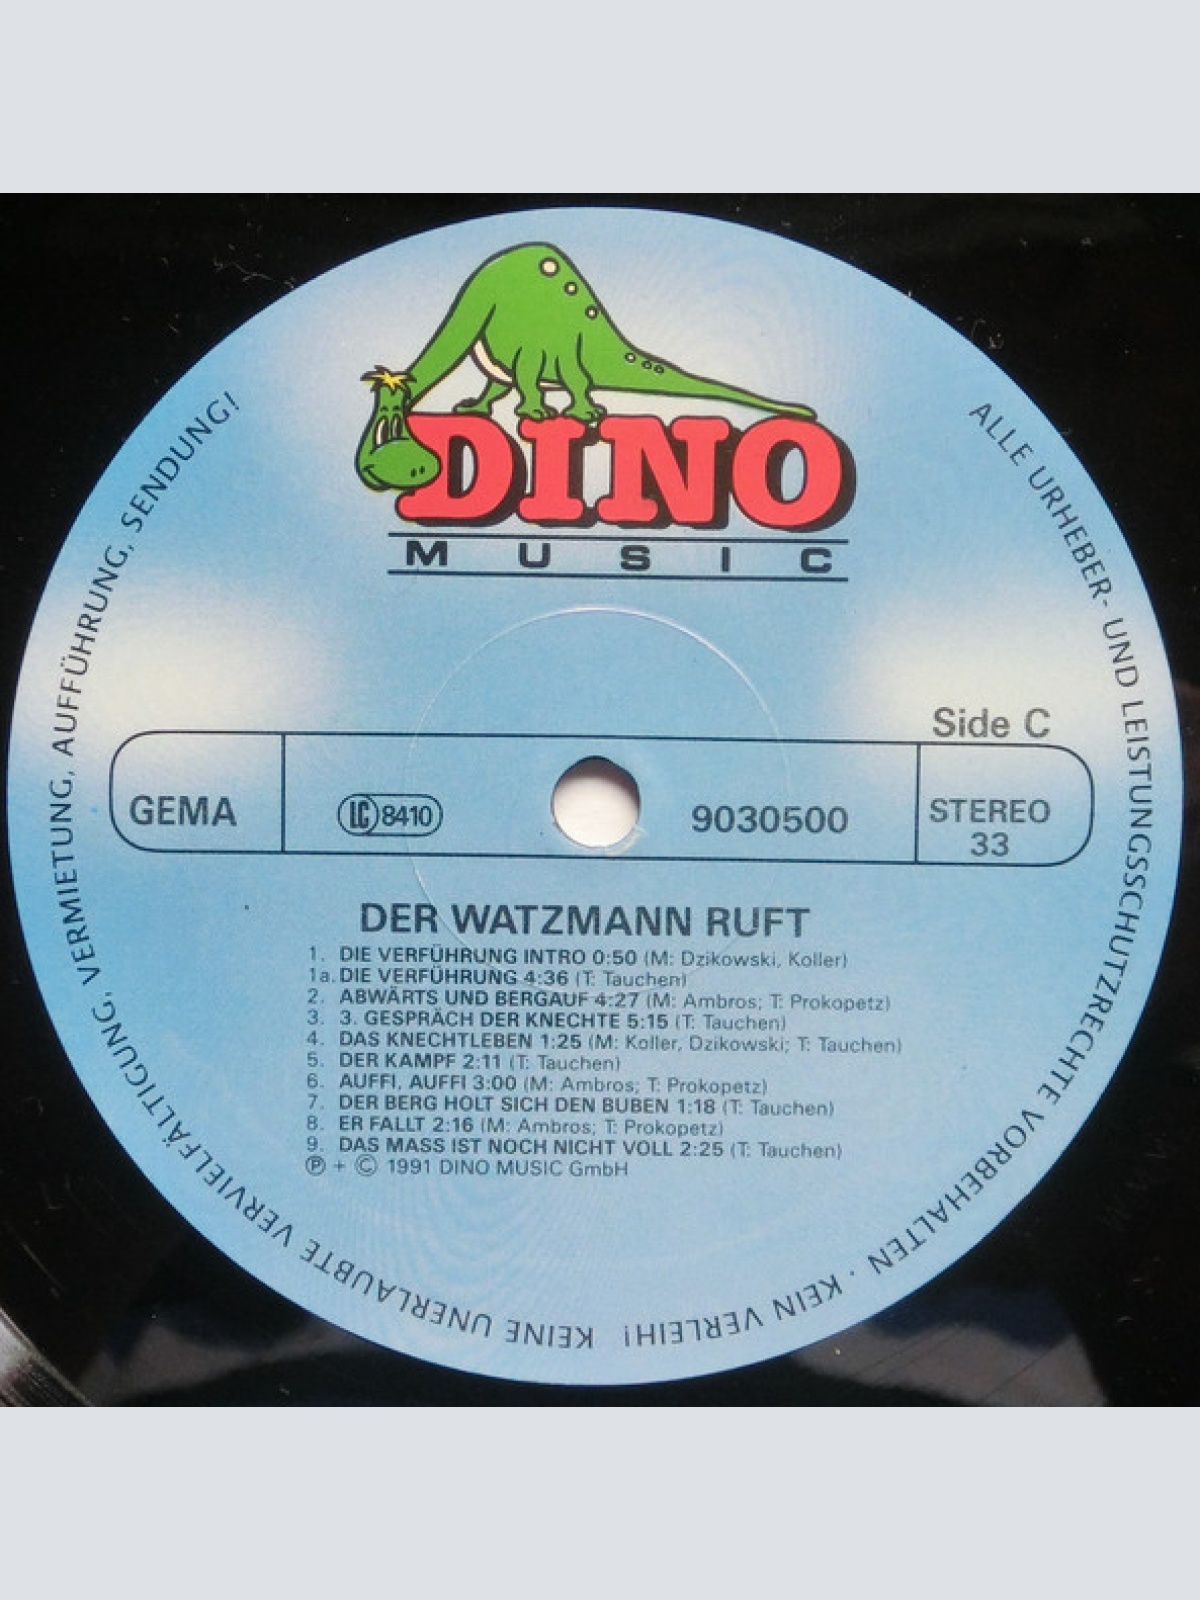 DINO
MUSIC
Side C
GEMA
LC 8410
9030500
STEREO
33
DER WATZMANN RUFT
1. DIE VERFÜHRUNG INTRO 0:50 (M: Dzikowski, Koller)
1a. DIE VERFÜHRUNG 4:36 (T: Tauchen)
2. ABWÄRTS UND BERGAUF 4:27 (M: Ambros; T: Prokopetz)
3. 3. GESPRÄCH DER KNECHTE 5:15 (T: Tauchen)
4. DAS KNECHTLEBEN 1:25 (M: Koller, Dzikowski; T: Tauchen)
5. DER KAMPF 2:11 (T: Tauchen)
6. AUFFI, AUFFI 3:00 (M: Ambros; T: Prokopetz)
7. DER BERG HOLT SICH DEN BUBEN 1:18 (T: Tauchen)
8. ER FALLT 2:16 (M: Ambros; T: Prokopetz)
9. DAS MASS IST NOCH NICHT VOLL 2:25 (T: Tauchen)
℗ + © 1991 DINO MUSIC GmbH
ALLE URHEBER- UND LEISTUNGSSCHUTZRECHTE VORBEHALTEN · KEIN VERLEIH! KEINE UNERLAUBTE VERVIELFÄLTIGUNG, VERMIETUNG, AUFFÜHRUNG, SENDUNG!